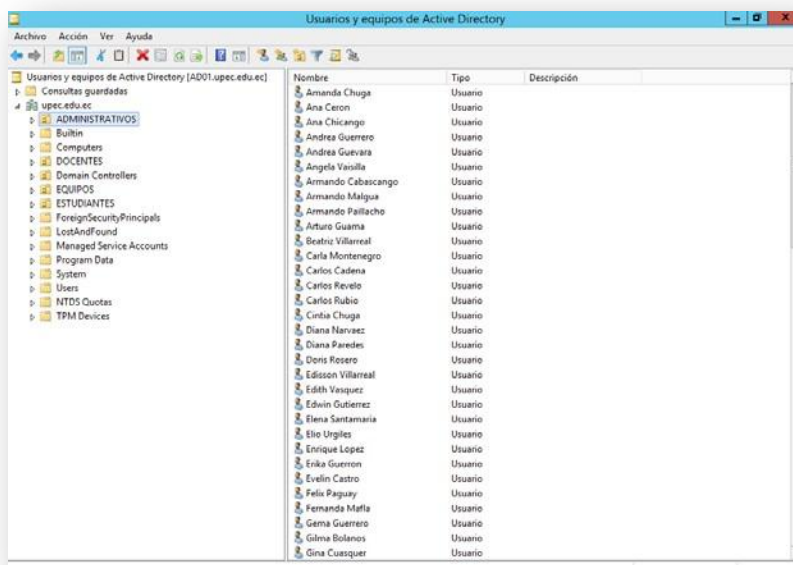 Usuarios y equipos de Active Directory
Archivo Acción Ver Ayuda
Usuarios y equipos de Active Directory [AD01.upec.edu.ec]
Consultas guardadas
upec.edu.ec
ADMINISTRATIVOS
Builtin
Computers
DOCENTES
Domain Controllers
EQUIPOS
ESTUDIANTES
ForeignSecurityPrincipals
LostAndFound
Managed Service Accounts
Program Data
System
Users
NTDS Quotas
TPM Devices
Nombre Tipo Descripción
Amanda Chuga Usuario
Ana Ceron Usuario
Ana Chicango Usuario
Andrea Guerrero Usuario
Andrea Guevara Usuario
Angela Vaisilla Usuario
Armando Cabascango Usuario
Armando Malgua Usuario
Armando Paillacho Usuario
Arturo Guama Usuario
Beatriz Villarreal Usuario
Carla Montenegro Usuario
Carlos Cadena Usuario
Carlos Revelo Usuario
Carlos Rubio Usuario
Cintia Chuga Usuario
Diana Narvaez Usuario
Diana Paredes Usuario
Doris Rosero Usuario
Edisson Villarreal Usuario
Edith Vasquez Usuario
Edwin Gutierrez Usuario
Elena Santamaria Usuario
Elio Urgiles Usuario
Enrique Lopez Usuario
Erika Guerron Usuario
Evelin Castro Usuario
Felix Paguay Usuario
Fernanda Mafla Usuario
Gema Guerrero Usuario
Gilma Bolanos Usuario
Gina Cuasquer Usuario